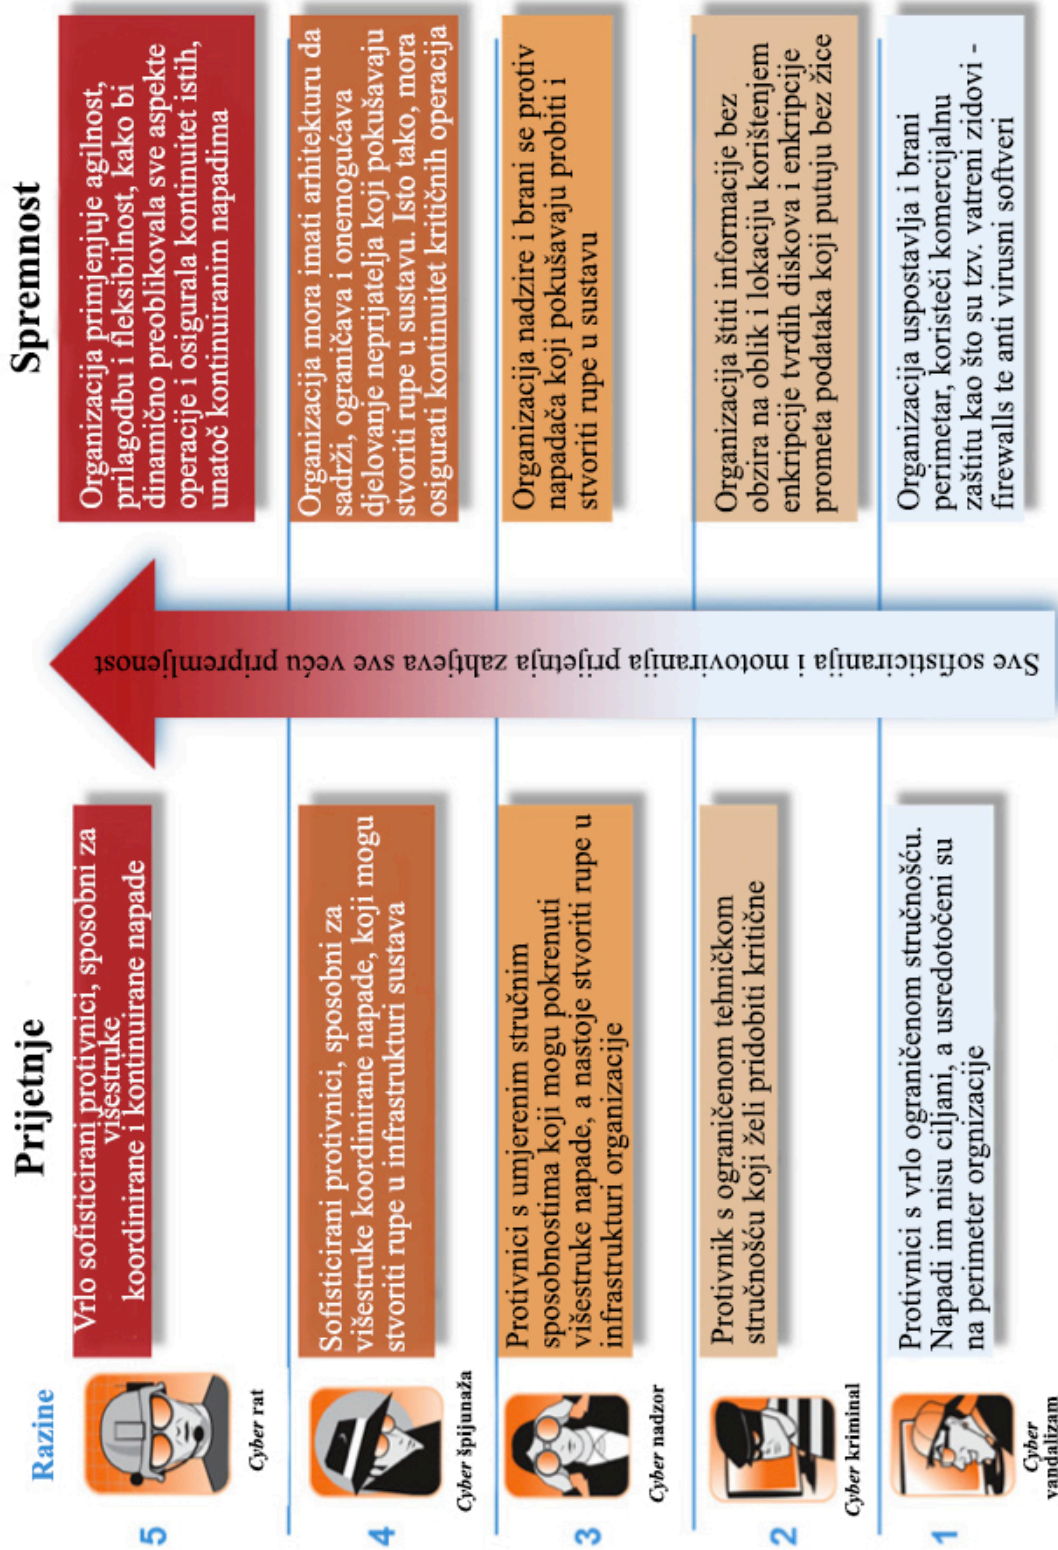 Razine
Prijetnje
Spremnost
5
Cyber rat
Vrlo sofisticirani protivnici, sposobni za
višestruke
koordinirane i kontinuirane napade
Organizacija primjenjuje agilnost,
prilagodbu i fleksibilnost, kako bi
dinamično preoblikovala sve aspekte
operacije i osigurala kontinuitet istih,
unatoč kontinuiranim napadima
4
Cyber špijunaža
Sofisticirani protivnici, sposobni za
višestruke koordinirane napade, koji mogu
stvoriti rupe u infrastrukturi sustava
Organizacija mora imati arhitekturu da
sadrži, ograničava i onemogućava
djelovanje neprijatelja koji pokušavaju
stvoriti rupe u sustavu. Isto tako, mora
osigurati kontinuitet kritičnih operacija
3
Cyber nadzor
Protivnici s umjerenim stručnim
sposobnostima koji mogu pokrenuti
višestruke napade, a nastoje stvoriti rupe u
infrastrukturi organizacije
Organizacija nadzire i brani se protiv
napadača koji pokušavaju probiti i
stvoriti rupe u sustavu
2
Cyber kriminal
Protivnik s ograničenom tehničkom
stručnošću koji želi pridobiti kritične
Organizacija štiti informacije bez
obzira na oblik i lokaciju korištenjem
enkripcije tvrdih diskova i enkripcije
prometa podataka koji putuju bez žice
1
Cyber
vandalizam
Protivnici s vrlo ograničenom stručnošću.
Napadi im nisu ciljani, a usredotočeni su
na perimeter orgnizacije
Organizacija uspostavlja i brani
perimetar, koristeći komercijalnu
zaštitu kao što su tzv. vatreni zidovi -
firewalls te anti virusni softveri
Sve sofisticiranija i motoviranija prijetnja zahtjeva sve veću pripremljenost